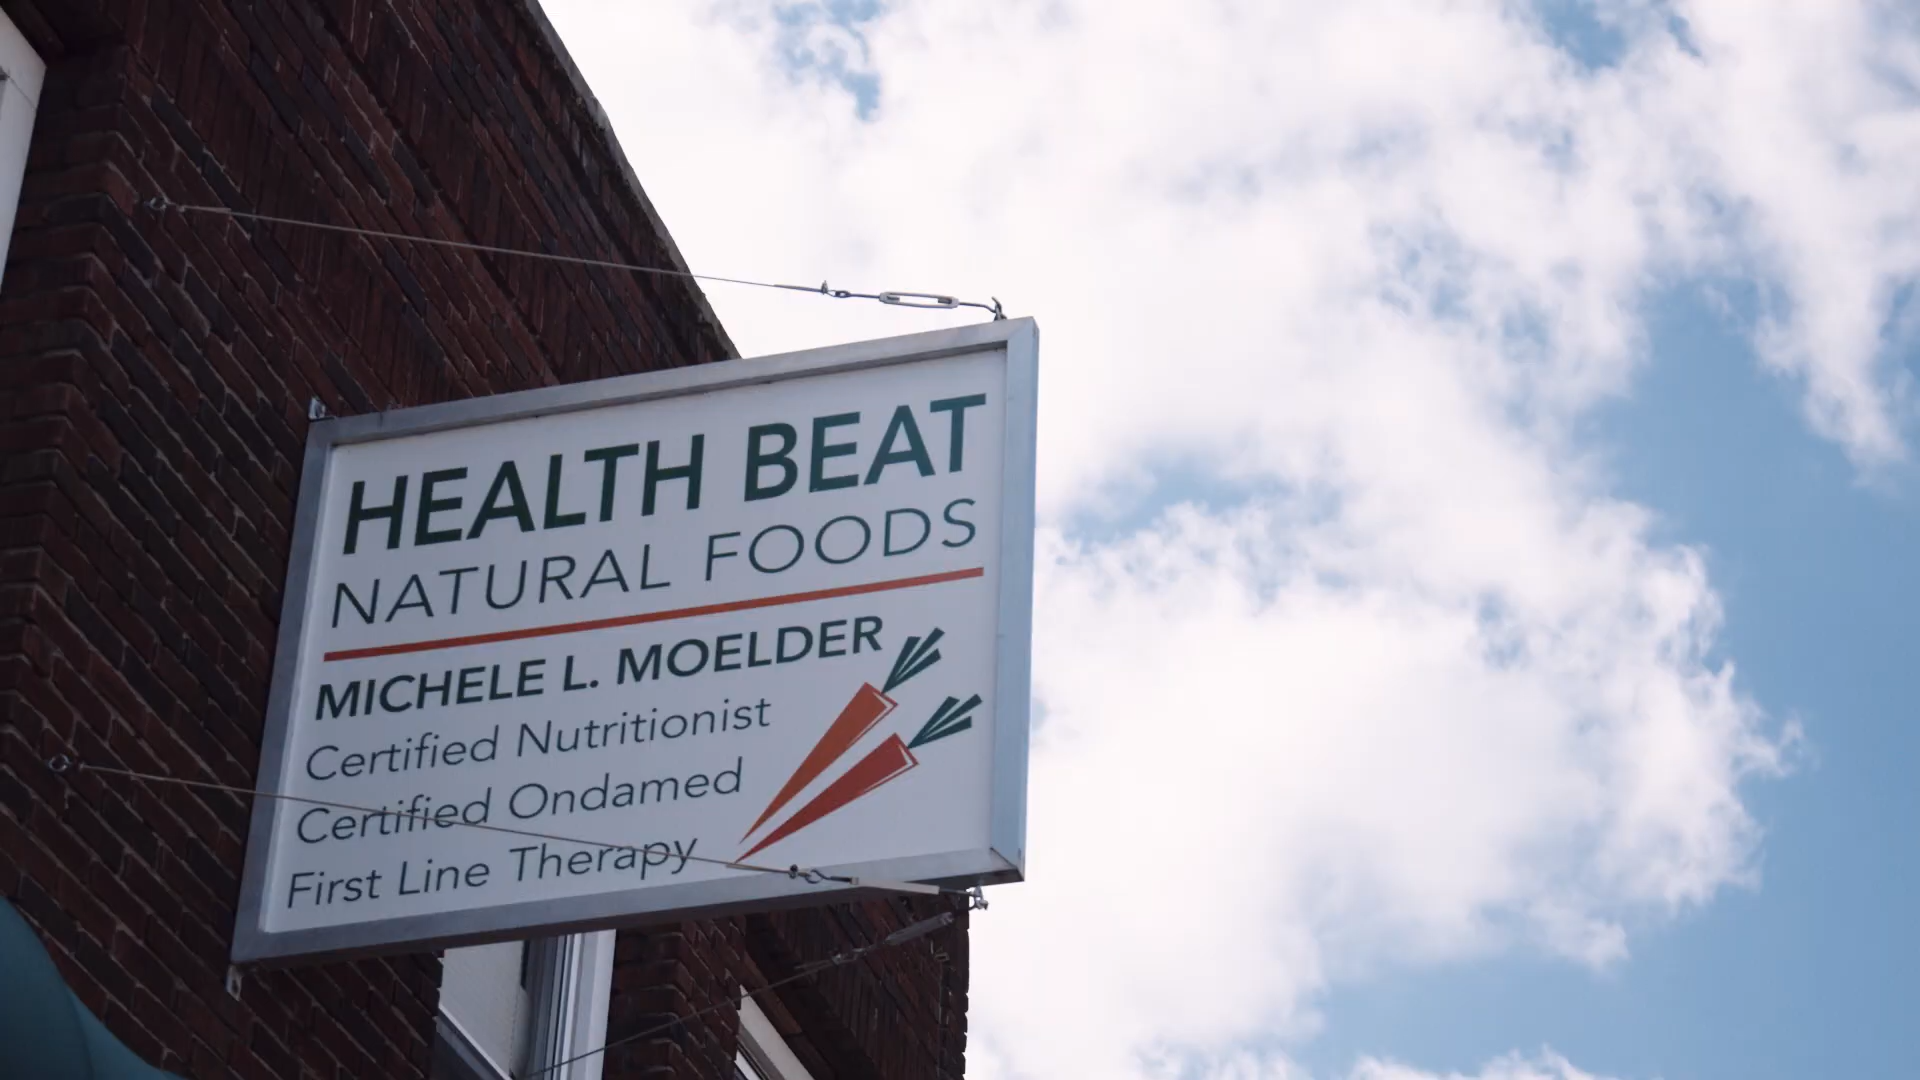 HEALTH BEAT
NATURAL FOODS
MICHELE L. MOELDER
Certified Nutritionist
Certified Ondamed
First Line Therapy